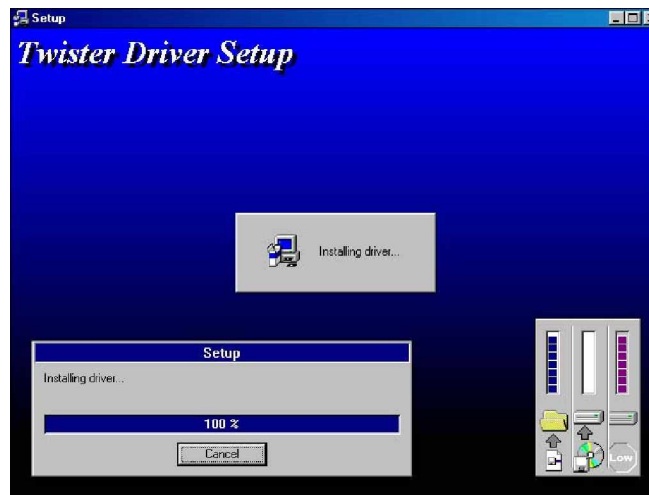 Setup
Twister Driver Setup
Installing driver...
Setup
Installing driver...
100 %
Cancel
Low